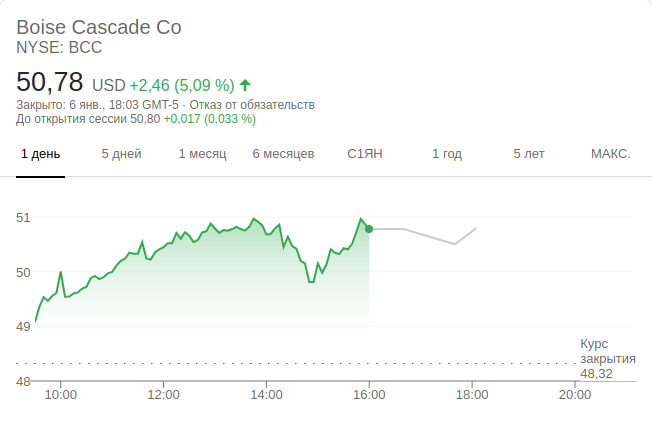 Boise Cascade Co
NYSE: BCC
50,78 USD +2,46 (5,09 %)
Закрыто: 6 янв., 18:03 GMT-5 · Отказ от обязательств
До открытия сессии 50,80 +0,017 (0,033 %)
1 день 5 дней 1 месяц 6 месяцев С1ЯН 1 год 5 лет МАКС.
51
50
49
Курс
закрытия
48,32
48
10:00 12:00 14:00 16:00 18:00 20:00